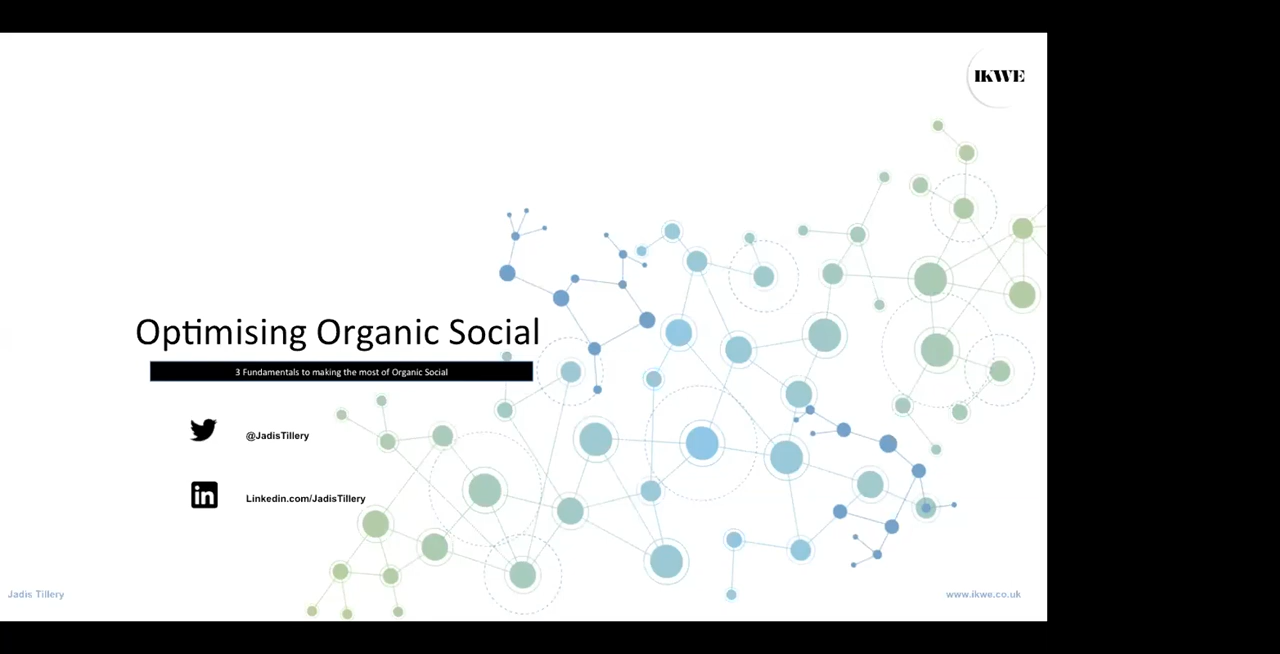 IKWE
Optimising Organic Social
3 Fundamentals to making the most of Organic Social
@JadisTillery
Linkedin.com/JadisTillery
Jadis Tillery
www.ikwe.co.uk